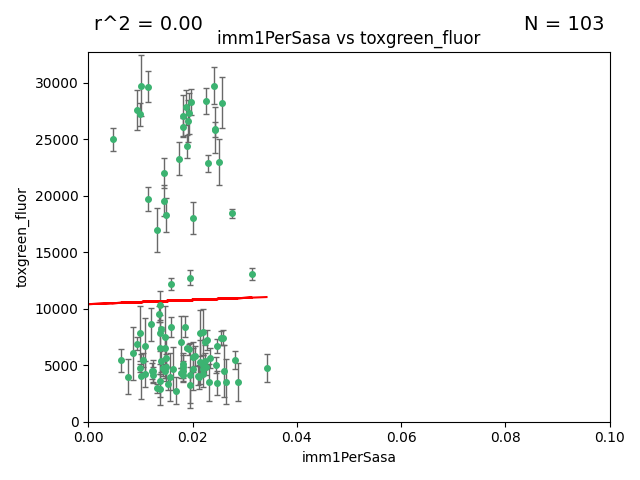 r^2 = 0.00
N = 103
imm1PerSasa vs toxgreen_fluor
30000
25000
20000
15000
10000
5000
0
toxgreen_fluor
0.00
0.02
0.04
0.06
0.08
0.10
imm1PerSasa